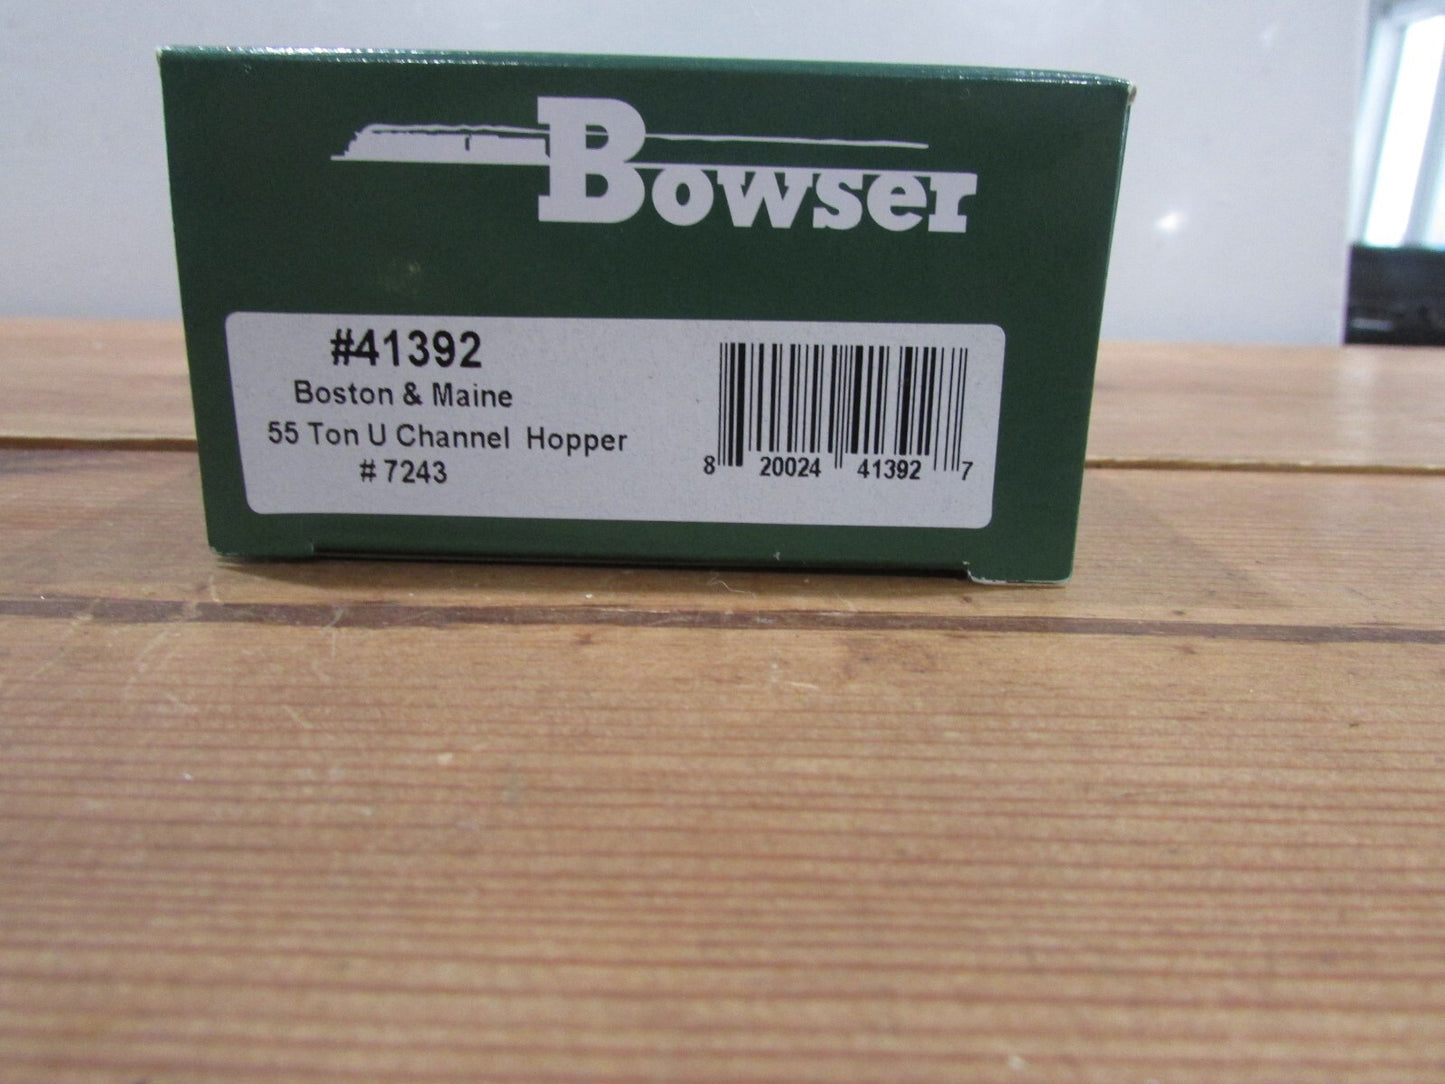 Bowser
#41392
Boston & Maine
55 Ton U Channel Hopper
# 7243
8 20024 41392 7